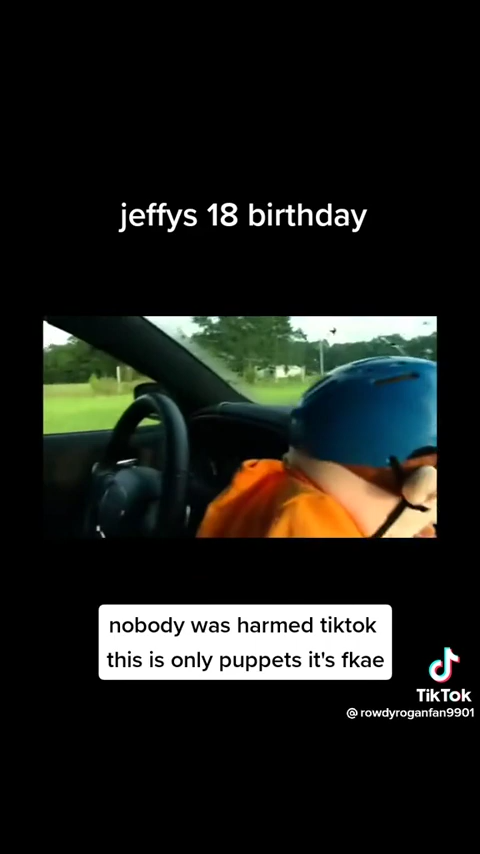 jeffys 18 birthday
nobody was harmed tiktok
this is only puppets it's fkae
TikTok
@rowdyroganfan9901